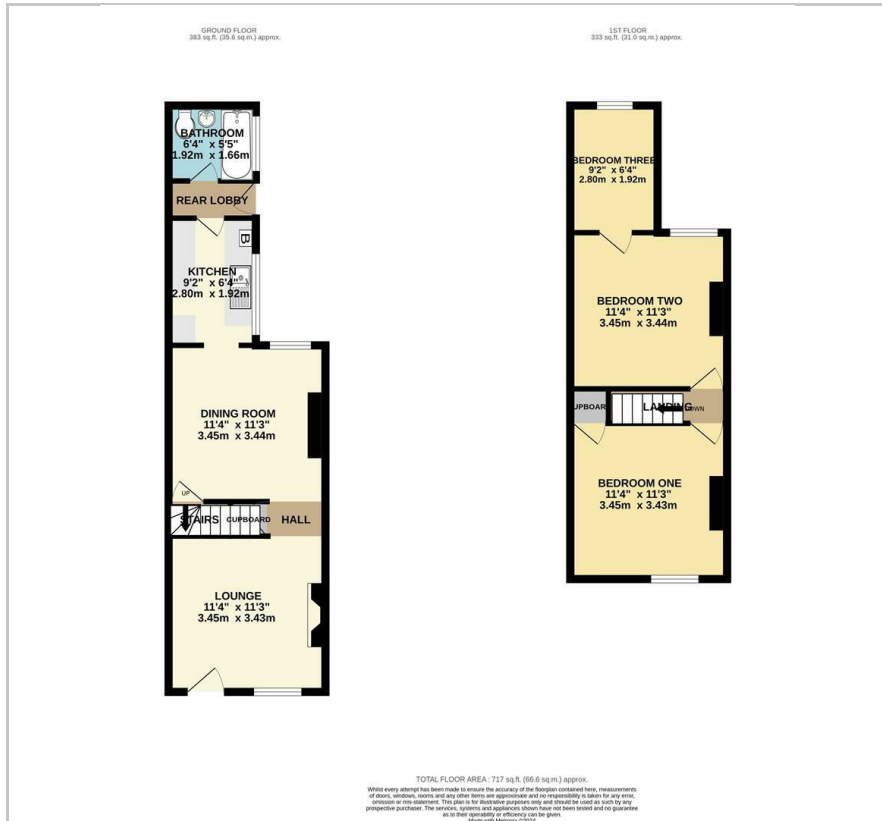 GROUND FLOOR
383 sq.ft. (35.6 sq.m.) approx.
BATHROOM
6'4" x 5'5"
1.92m x 1.66m
REAR LOBBY
B
KITCHEN
9'2" x 6'4"
2.80m x 1.92m
DINING ROOM
11'4" x 11'3"
3.45m x 3.44m
UP
STAIRS
CUPBOARD
HALL
LOUNGE
11'4" x 11'3"
3.45m x 3.43m
1ST FLOOR
333 sq.ft. (31.0 sq.m.) approx.
BEDROOM THREE
9'2" x 6'4"
2.80m x 1.92m
BEDROOM TWO
11'4" x 11'3"
3.45m x 3.44m
UPBOAR
LANDING
DOWN
BEDROOM ONE
11'4" x 11'3"
3.45m x 3.43m
TOTAL FLOOR AREA : 717 sq.ft. (66.6 sq.m.) approx.
Whilst every attempt has been made to ensure the accuracy of the floorplan contained here, measurements
of doors, windows, rooms and any other items are approximate and no responsibility is taken for any error,
omission or mis-statement. This plan is for illustrative purposes only and should be used as such by any
prospective purchaser. The services, systems and appliances shown have not been tested and no guarantee
as to their operability or efficiency can be given.
Made with Metropix ©2024